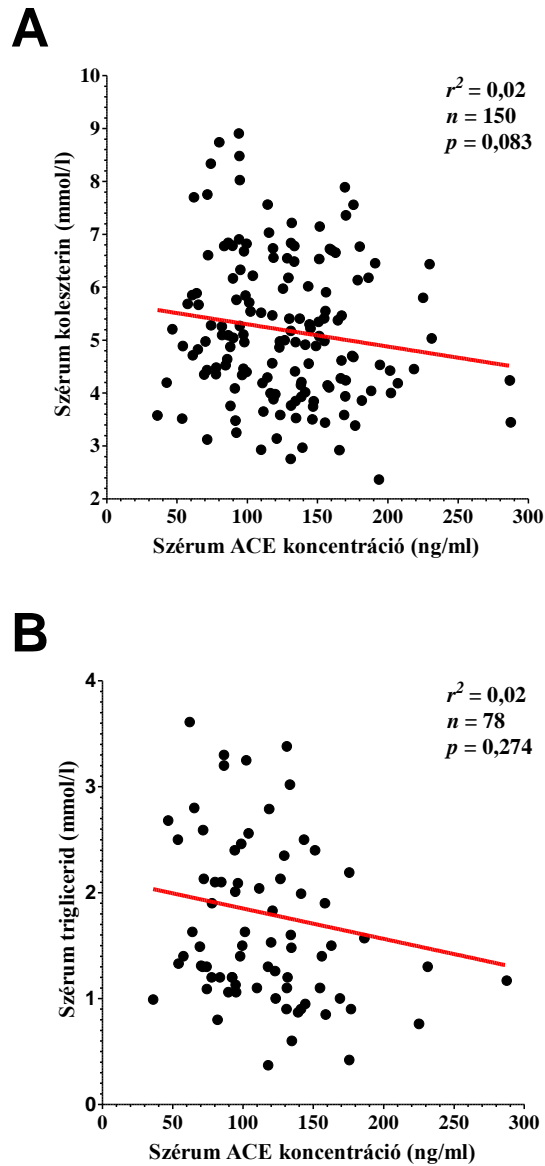 A
r² = 0,02
n = 150
p = 0,083
Szérum koleszterin (mmol/l)
10
9
8
7
6
5
4
3
2
0 50 100 150 200 250 300
Szérum ACE koncentráció (ng/ml)
B
r² = 0,02
n = 78
p = 0,274
Szérum triglicerid (mmol/l)
4
3
2
1
0
0 50 100 150 200 250 300
Szérum ACE koncentráció (ng/ml)